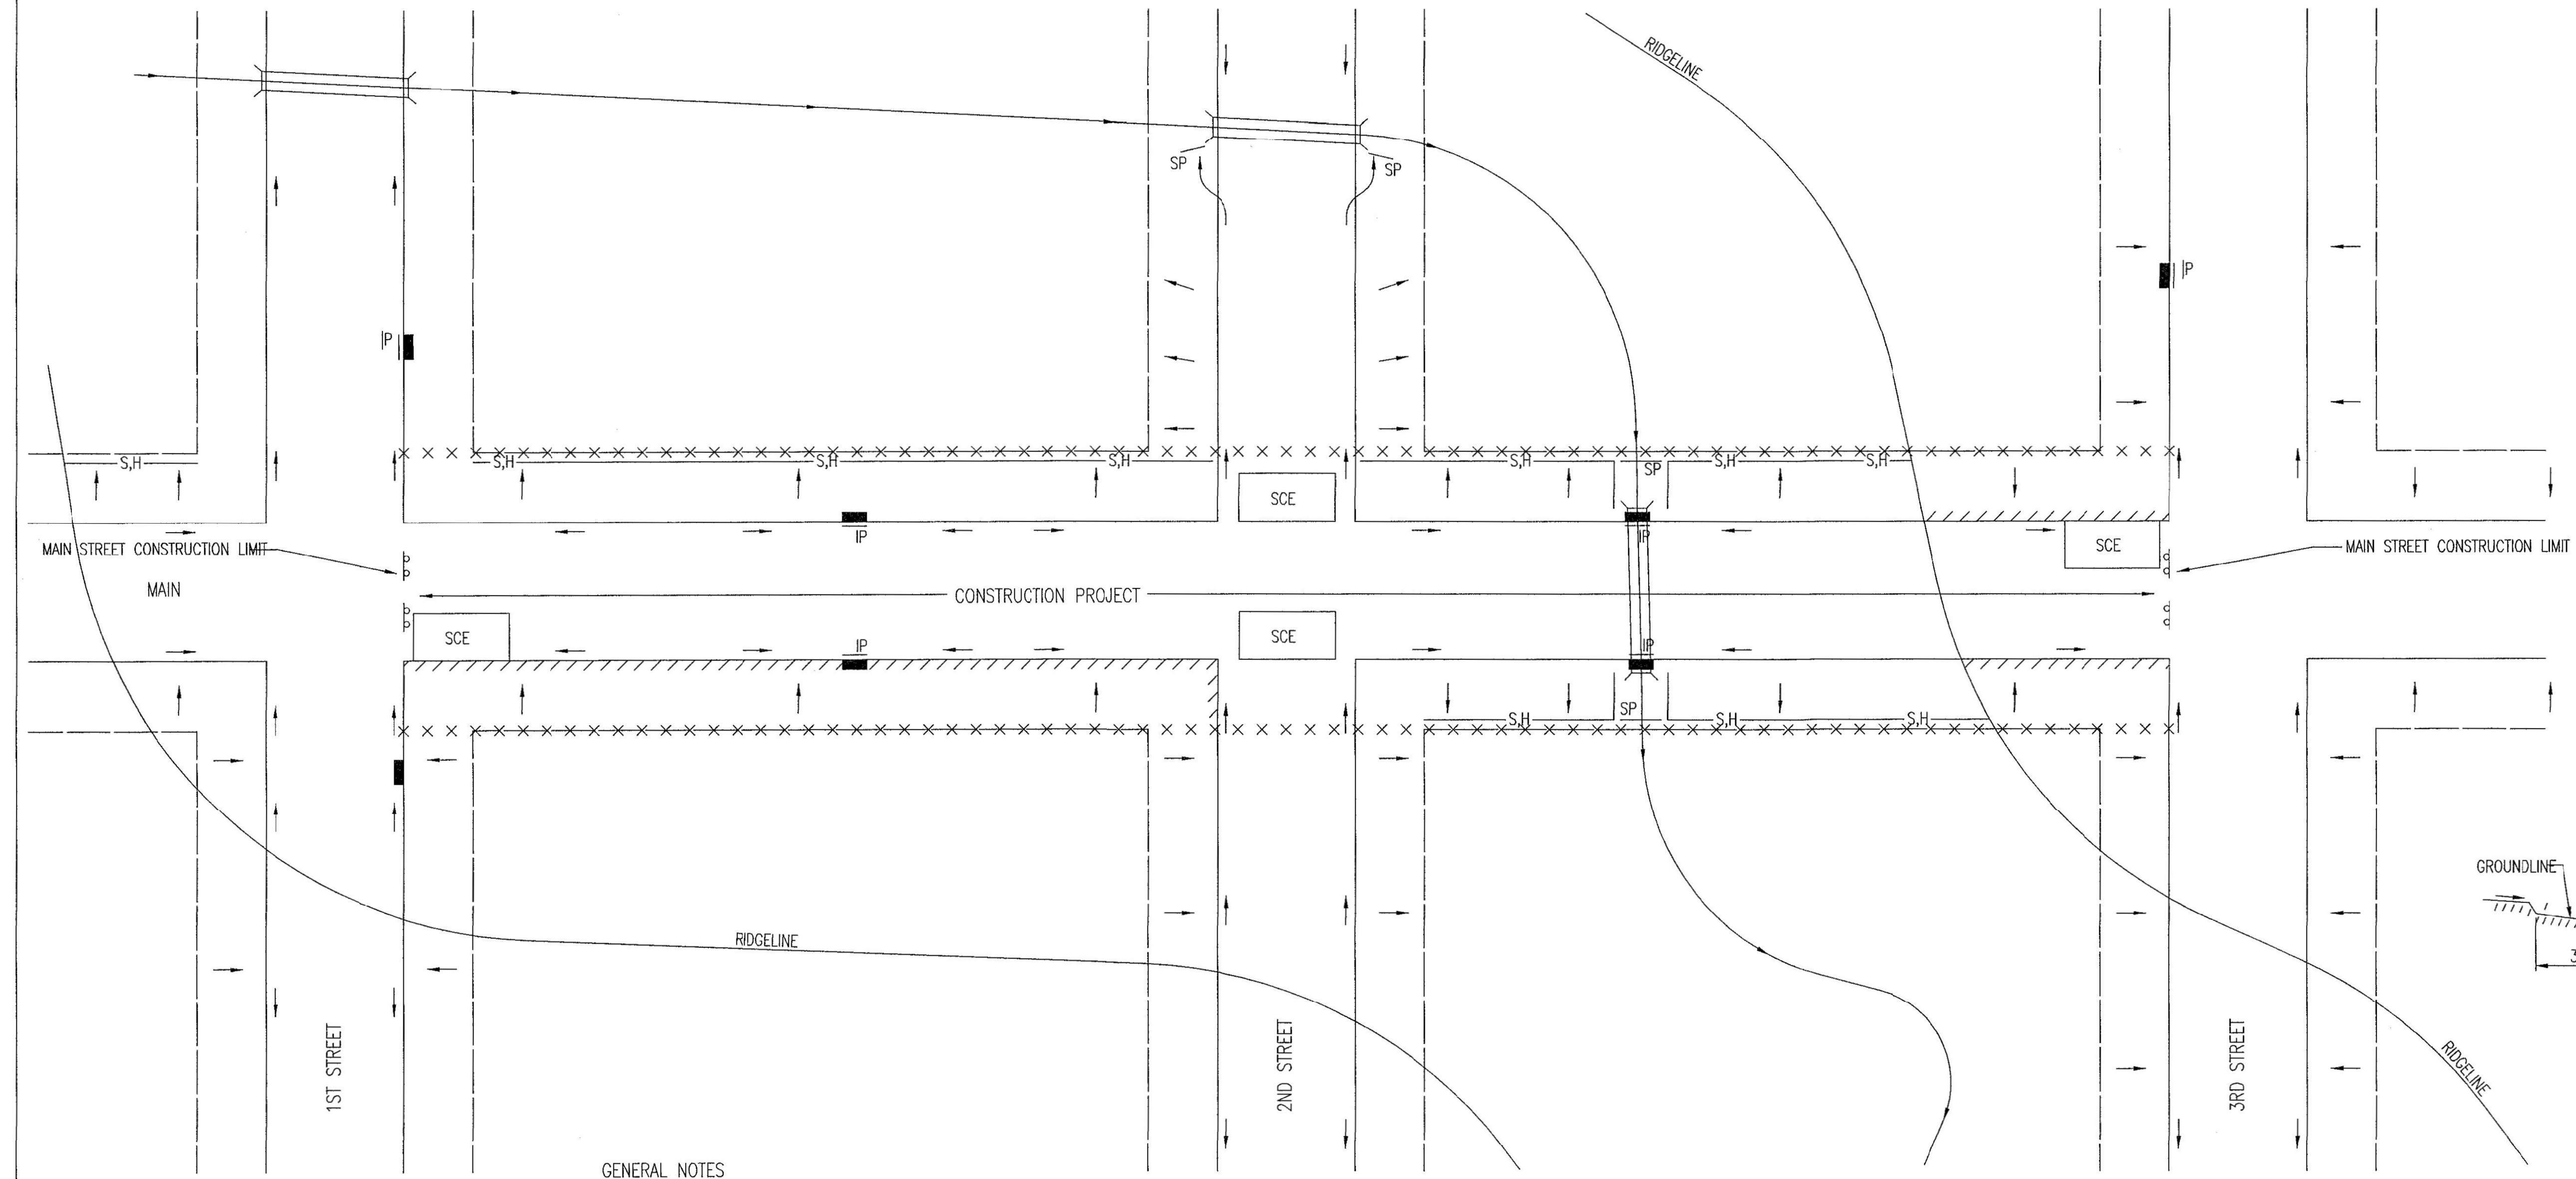 RIDGELINE
SP
SP
IP
IP
S,H
S,H
S,H
S,H
S,H
SP
S,H
S,H
SCE
IP
IP
SCE
MAIN STREET CONSTRUCTION LIMIT
MAIN STREET CONSTRUCTION LIMIT
MAIN
CONSTRUCTION PROJECT
SCE
SCE
IP
IP
S,H
SP
S,H
S,H
GROUNDLINE
3
RIDGELINE
RIDGELINE
1ST STREET
2ND STREET
3RD STREET
GENERAL NOTES